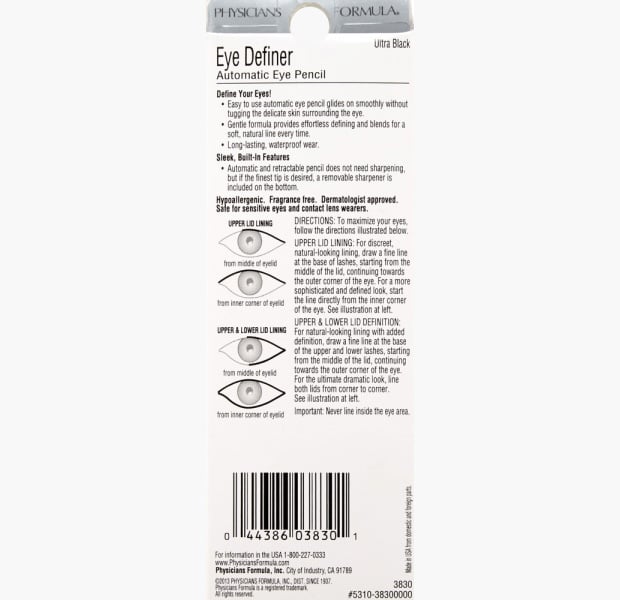 PHYSICIANS FORMULA.
Ultra Black
Eye Definer
Automatic Eye Pencil
Define Your Eyes!
• Easy to use automatic eye pencil glides on smoothly without
tugging the delicate skin surrounding the eye.
• Gentle formula provides effortless defining and blends for a
soft, natural line every time.
• Long-lasting, waterproof wear.
Sleek, Built-In Features
• Automatic and retractable pencil does not need sharpening,
but if the finest tip is desired, a removable sharpener is
included on the bottom.
Hypoallergenic. Fragrance free. Dermatologist approved.
Safe for sensitive eyes and contact lens wearers.
UPPER LID LINING
from middle of eyelid
from inner corner of eyelid
UPPER & LOWER LID LINING
from middle of eyelid
from inner corner of eyelid
DIRECTIONS: To maximize your eyes,
follow the directions illustrated below.
UPPER LID LINING: For discreet,
natural-looking lining, draw a fine line
at the base of lashes, starting from the
middle of the lid, continuing towards
the outer corner of the eye. For a more
sophisticated and defined look, start
the line directly from the inner corner
of the eye. See illustration at left.
UPPER & LOWER LID DEFINITION:
For natural-looking lining with added
definition, draw a fine line at the base
of the upper and lower lashes, starting
from the middle of the lid, continuing
towards the outer corner of the eye.
For the ultimate dramatic look, line
both lids from corner to corner.
See illustration at left.
Important: Never line inside the eye area.
0 44386 03830 1
Made in USA from domestic and foreign parts.
For information in the USA 1-800-227-0333
www.PhysiciansFormula.com
Physicians Formula, Inc. City of Industry, CA 91789
©2013 PHYSICIANS FORMULA, INC., DIST. SINCE 1937.
Physicians Formula is a registered trademark.
All rights reserved.
3830
#5310-38300000